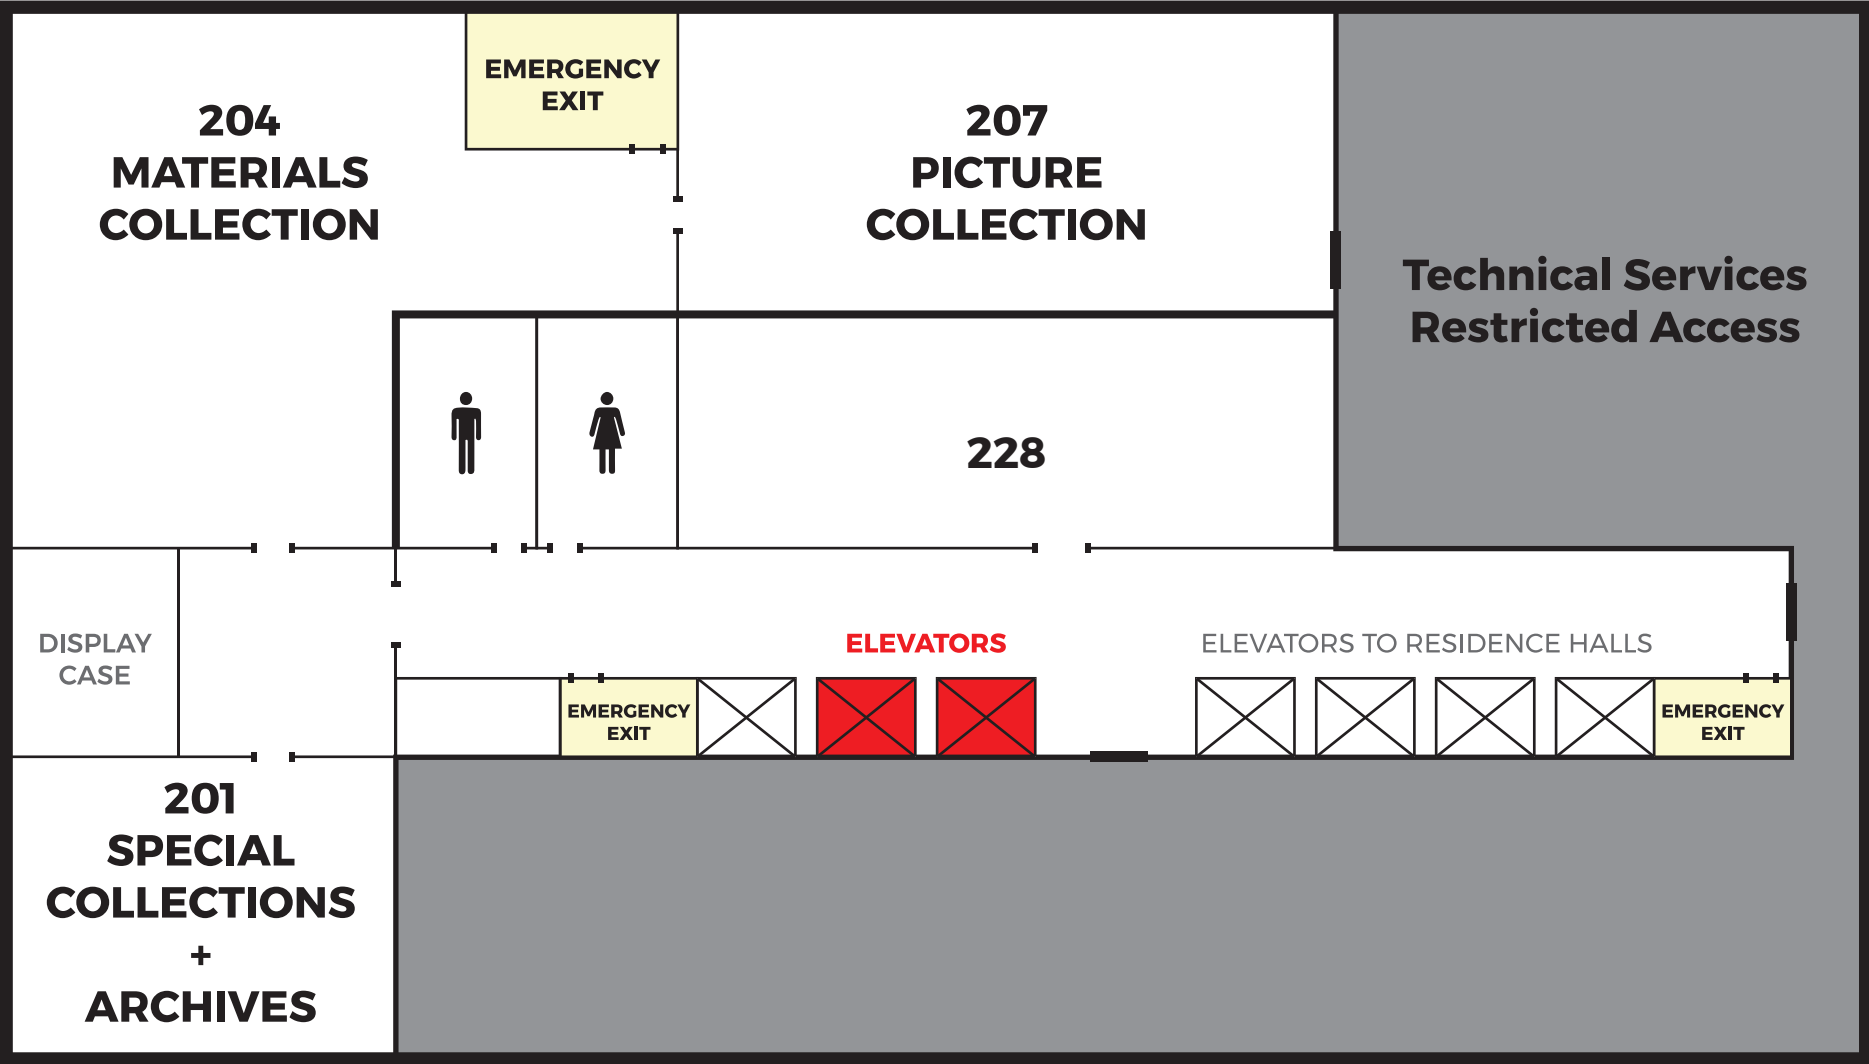 EMERGENCY
EXIT
204
MATERIALS
COLLECTION
207
PICTURE
COLLECTION
Technical Services
Restricted Access
228
DISPLAY
CASE
ELEVATORS
ELEVATORS TO RESIDENCE HALLS
EMERGENCY
EXIT
EMERGENCY
EXIT
201
SPECIAL
COLLECTIONS
+
ARCHIVES